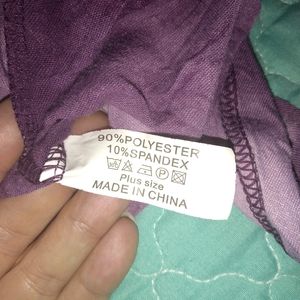 90%POLYESTER
10%SPANDEX
Plus size
MADE IN CHINA